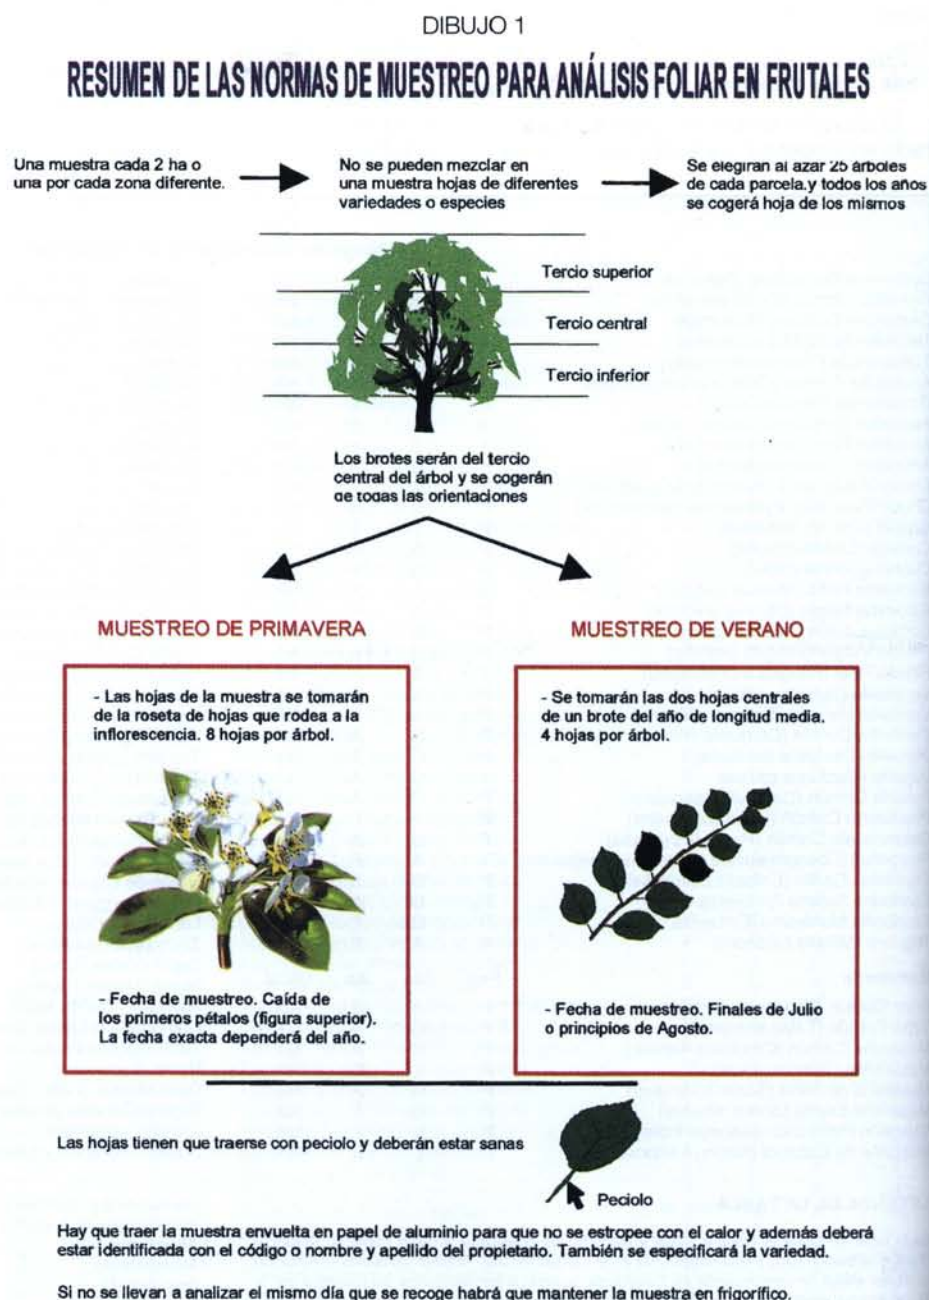 DIBUJO 1
RESUMEN DE LAS NORMAS DE MUESTREO PARA ANÁLISIS FOLIAR EN FRUTALES
Una muestra cada 2 ha o
una por cada zona diferente.
No se pueden mezclar en
una muestra hojas de diferentes
variedades o especies
Se elegiran al azar 25 árboles
de cada parcela.y todos los años
se cogerá hoja de los mismos
Tercio superior
Tercio central
Tercio inferior
Los brotes serán del tercio
central del árbol y se cogerán
de todas las orientaciones
MUESTREO DE PRIMAVERA
- Las hojas de la muestra se tomarán
de la roseta de hojas que rodea a la
inflorescencia. 8 hojas por árbol.
- Fecha de muestreo. Caída de
los primeros pétalos (figura superior).
La fecha exacta dependerá del año.
MUESTREO DE VERANO
- Se tomarán las dos hojas centrales
de un brote del año de longitud media.
4 hojas por árbol.
- Fecha de muestreo. Finales de Julio
o principios de Agosto.
Las hojas tienen que traerse con peciolo y deberán estar sanas
Peciolo
Hay que traer la muestra envuelta en papel de aluminio para que no se estropee con el calor y además deberá
estar identificada con el código o nombre y apellido del propietario. También se especificará la variedad.
Si no se llevan a analizar el mismo día que se recoge habrá que mantener la muestra en frigorífico.